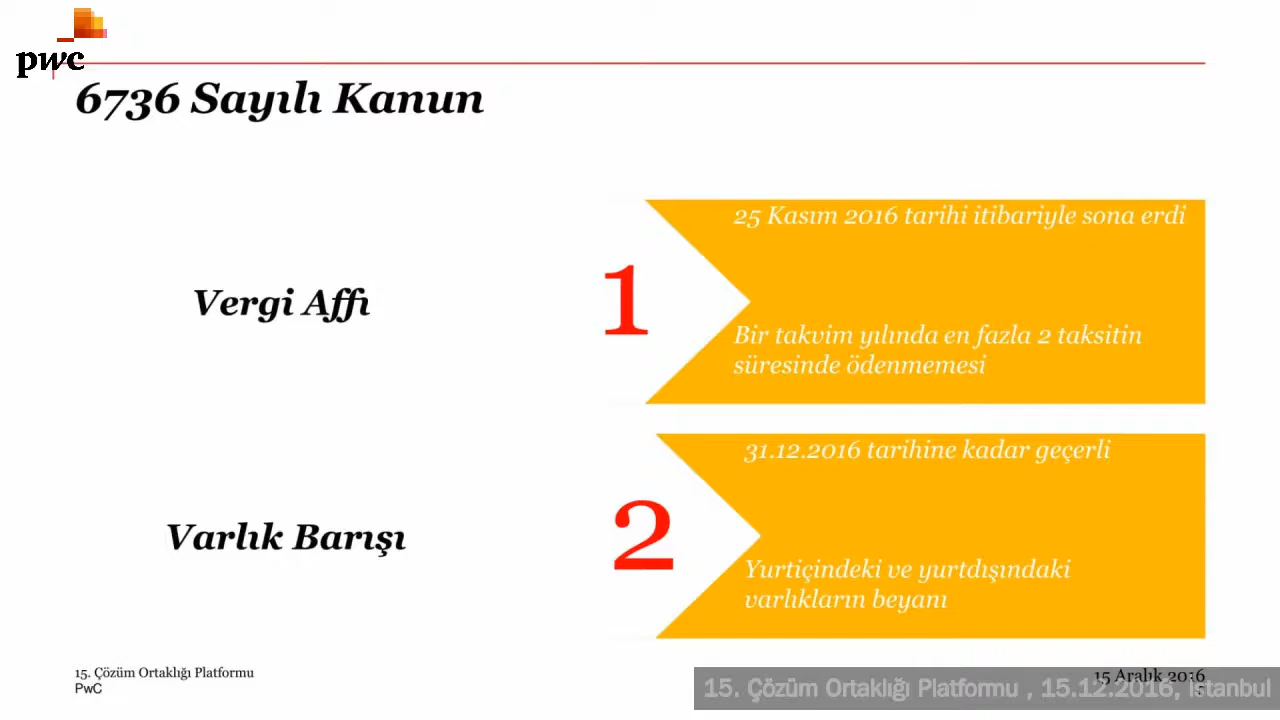 pwc
6736 Sayılı Kanun
Vergi Affı
1
25 Kasım 2016 tarihi itibariyle sona erdi
Bir takvim yılında en fazla 2 taksitin
süresinde ödenmemesi
Varlık Barışı
2
31.12.2016 tarihine kadar geçerli
Yurtiçindeki ve yurtdışındaki
varlıkların beyanı
15. Çözüm Ortaklığı Platformu
PwC
15 Aralık 2016
5
15. Çözüm Ortaklığı Platformu , 15.12.2016, İstanbul